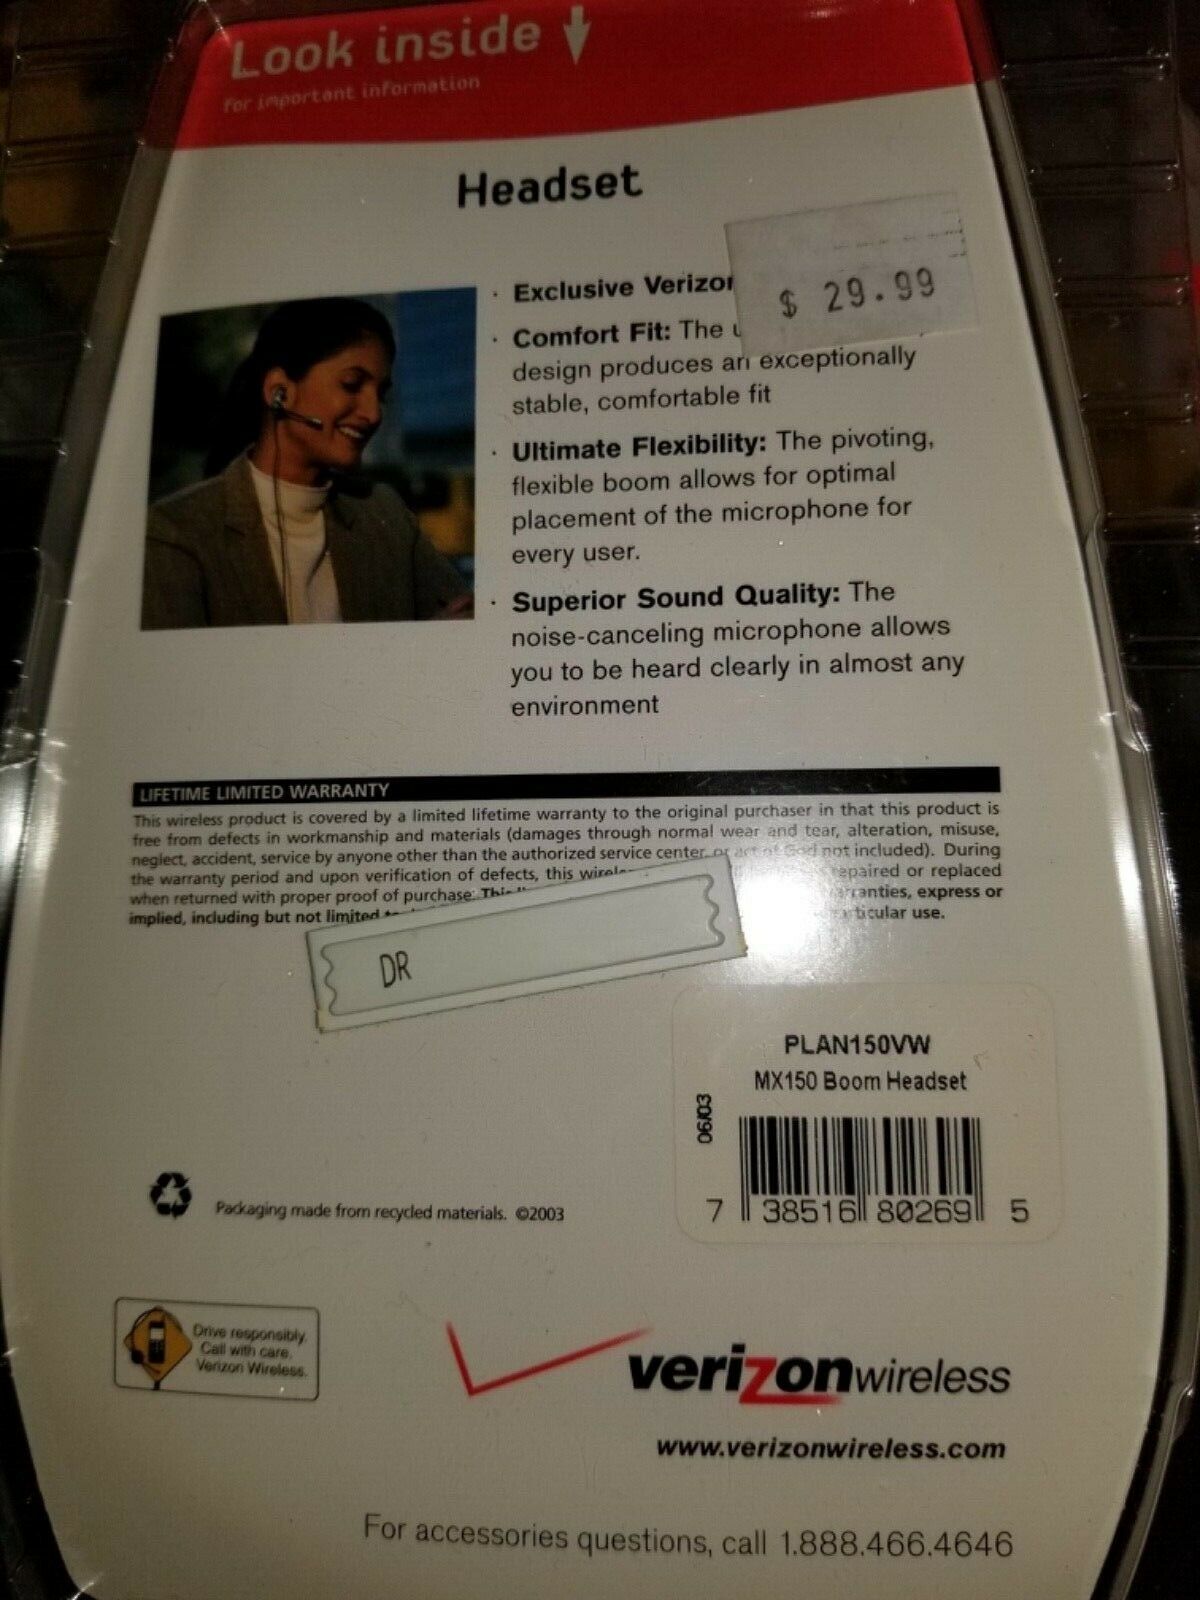 Look inside
for important information
Headset
$ 29.99
· Exclusive Verizon
· Comfort Fit: The
design produces an exceptionally
stable, comfortable fit
· Ultimate Flexibility: The pivoting,
flexible boom allows for optimal
placement of the microphone for
every user.
· Superior Sound Quality: The
noise-canceling microphone allows
you to be heard clearly in almost any
environment
LIFETIME LIMITED WARRANTY
This wireless product is covered by a limited lifetime warranty to the original purchaser in that this product is
free from defects in workmanship and materials (damages through normal wear and tear, alteration, misuse,
neglect, accident, service by anyone other than the authorized service center, or act of God not included). During
the warranty period and upon verification of defects, this repaired or replaced
when returned with proper proof of purchase. This warranties, express or
implied, including but not limited particular use.
DR
PLAN150VW
MX150 Boom Headset
06/03
7 38516 80269 5
Packaging made from recycled materials. ©2003
Drive responsibly.
Call with care.
Verizon Wireless.
verizonwireless
www.verizonwireless.com
For accessories questions, call 1.888.466.4646